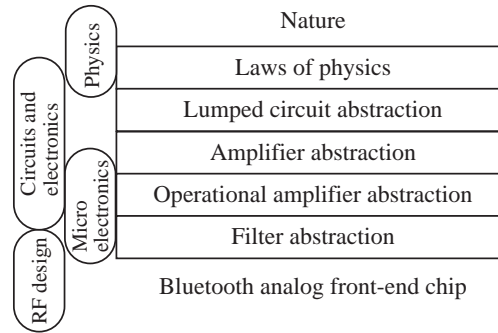 Nature
Laws of physics
Lumped circuit abstraction
Amplifier abstraction
Operational amplifier abstraction
Filter abstraction
Bluetooth analog front-end chip
Physics
Circuits and
electronics
Micro
electronics
RF design